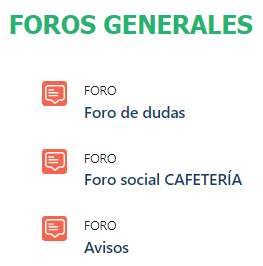 FOROS GENERALES
FORO
Foro de dudas
FORO
Foro social CAFETERÍA
FORO
Avisos